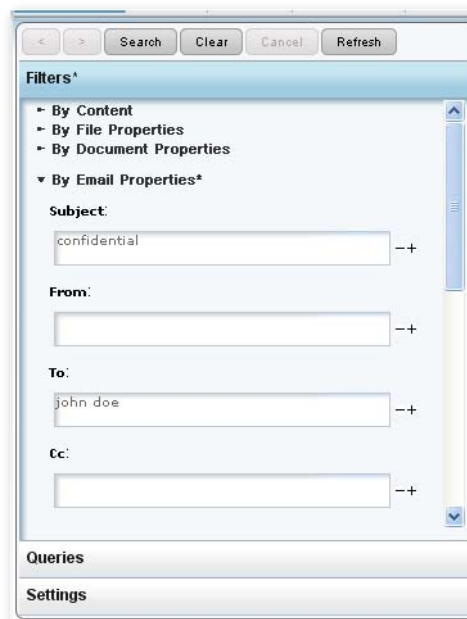 < > Search Clear Cancel Refresh
Filters*
By Content
By File Properties
By Document Properties
By Email Properties*
Subject:
confidential
−+
From:
−+
To:
john doe
−+
Cc:
−+
Queries
Settings